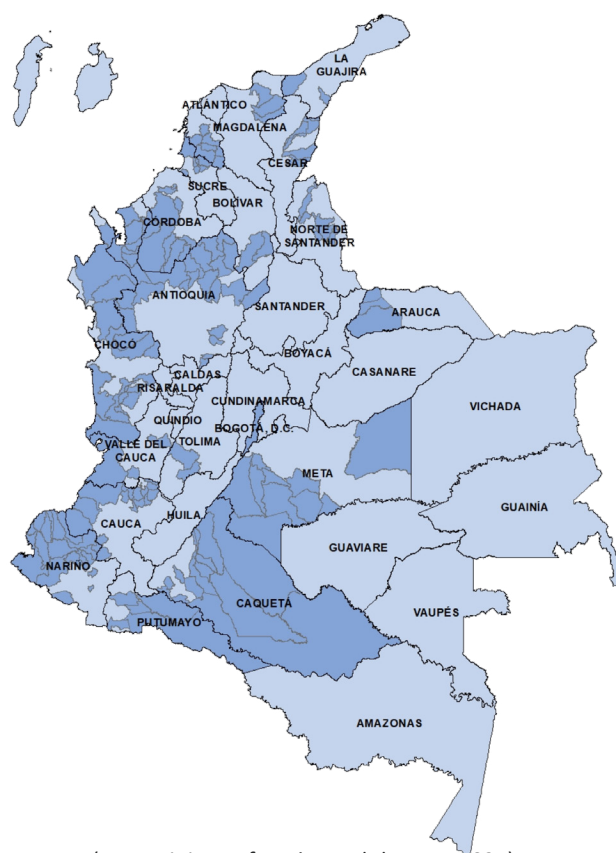 LA
GUAJIRA
ATLÁNTICO
MAGDALENA
CESAR
SUCRE
BOLÍVAR
CÓRDOBA
NORTE DE
SANTANDER
ANTIOQUIA
SANTANDER
ARAUCA
CHOCÓ
BOYACÁ
CASANARE
CALDAS
RISARALDA
CUNDINAMARCA
VICHADA
QUINDIO
BOGOTÁ, D.C.
VALLE DEL
CAUCA
TOLIMA
META
GUAINÍA
CAUCA
HUILA
GUAVIARE
NARIÑO
CAQUETÁ
VAUPÉS
PUTUMAYO
AMAZONAS